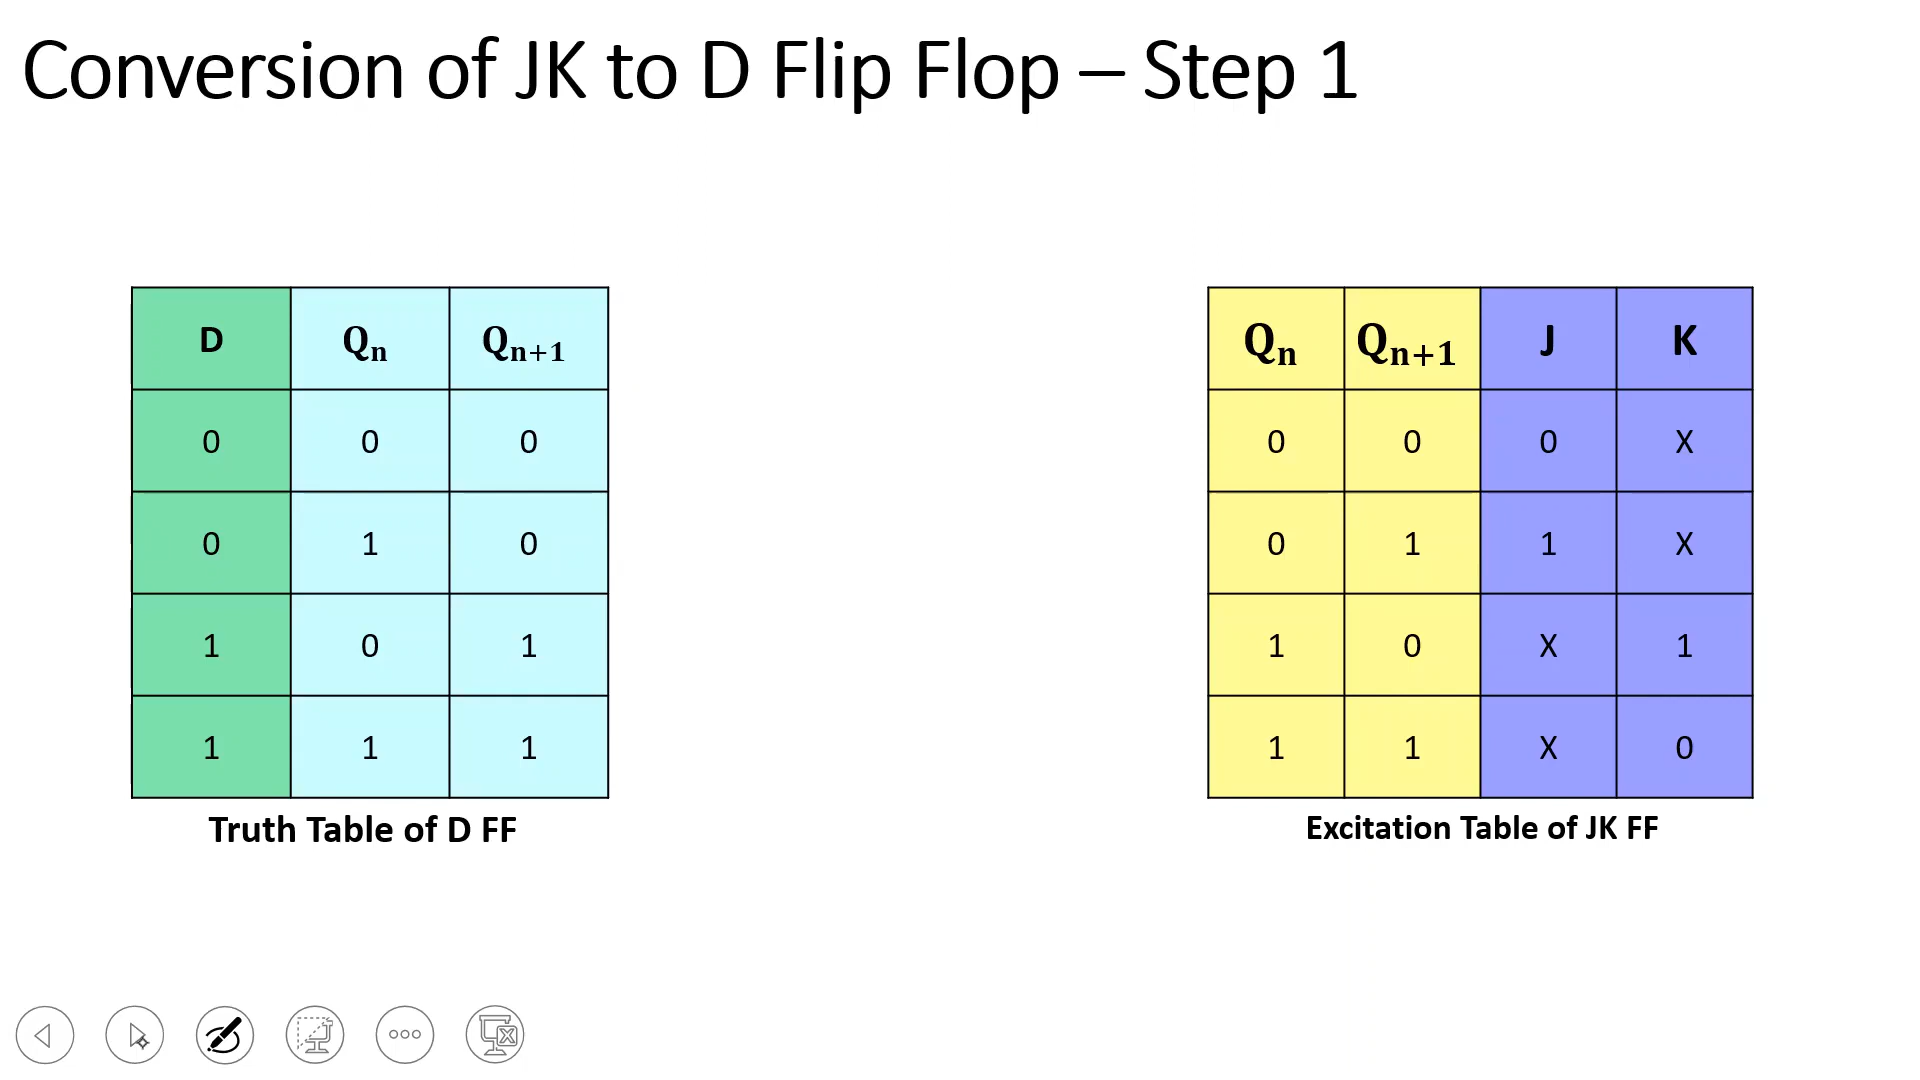 Conversion of JK to D Flip Flop – Step 1
D Qn Qn+1
0 0 0
0 1 0
1 0 1
1 1 1
Truth Table of D FF
Qn Qn+1 J K
0 0 0 X
0 1 1 X
1 0 X 1
1 1 X 0
Excitation Table of JK FF